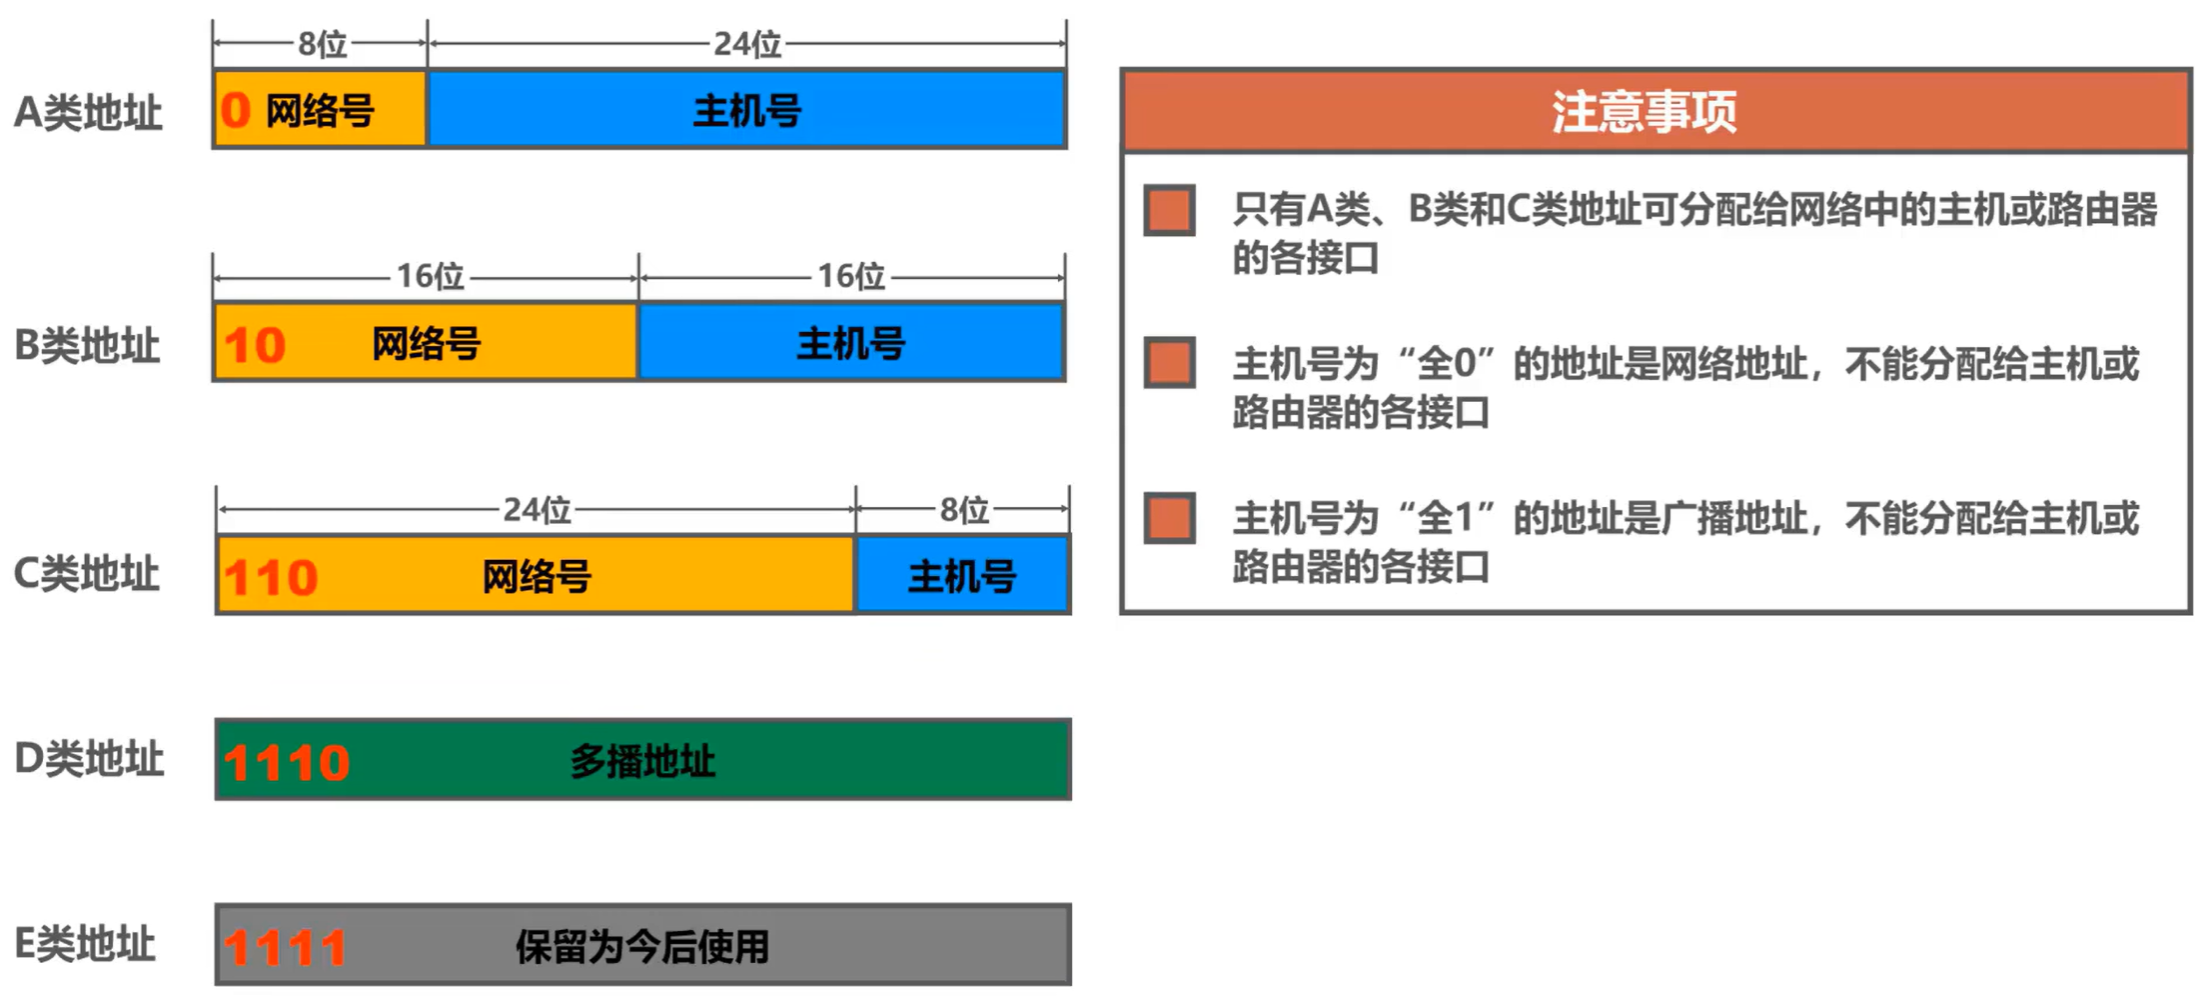 8位
24位
A类地址
0 网络号
主机号
16位
16位
B类地址
10 网络号
主机号
24位
8位
C类地址
110 网络号
主机号
D类地址
1110 多播地址
E类地址
1111 保留为今后使用
注意事项
只有A类、B类和C类地址可分配给网络中的主机或路由器
的各接口
主机号为“全0”的地址是网络地址，不能分配给主机或
路由器的各接口
主机号为“全1”的地址是广播地址，不能分配给主机或
路由器的各接口